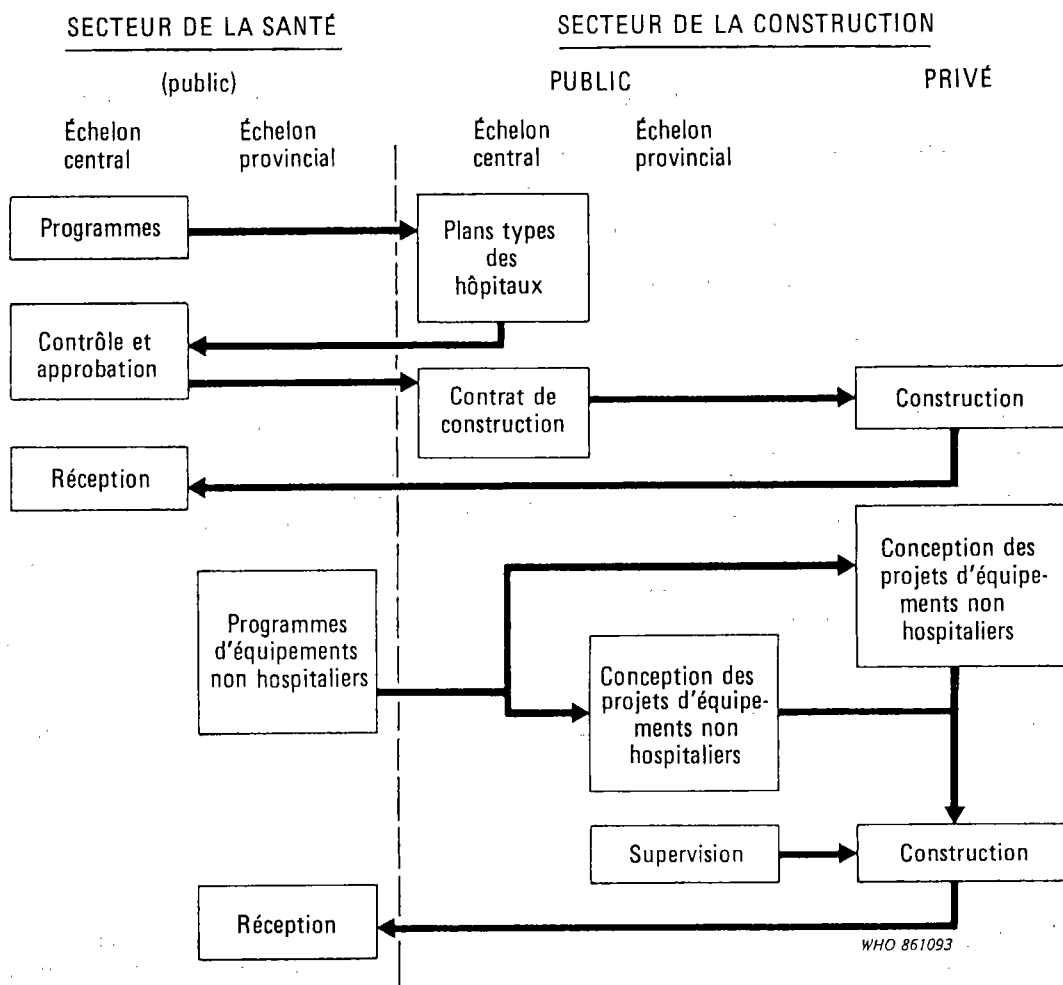 SECTEUR DE LA SANTÉ
SECTEUR DE LA CONSTRUCTION
(public)
PUBLIC
PRIVÉ
Échelon
central
Échelon
provincial
Échelon
central
Échelon
provincial
Programmes
Plans types
des
hôpitaux
Contrôle et
approbation
Contrat de
construction
Construction
Réception
Programmes
d'équipements
non hospitaliers
Conception des
projets d'équipe-
ments non
hospitaliers
Conception des
projets d'équipe-
ments non
hospitaliers
Supervision
Construction
Réception
WHO 861093